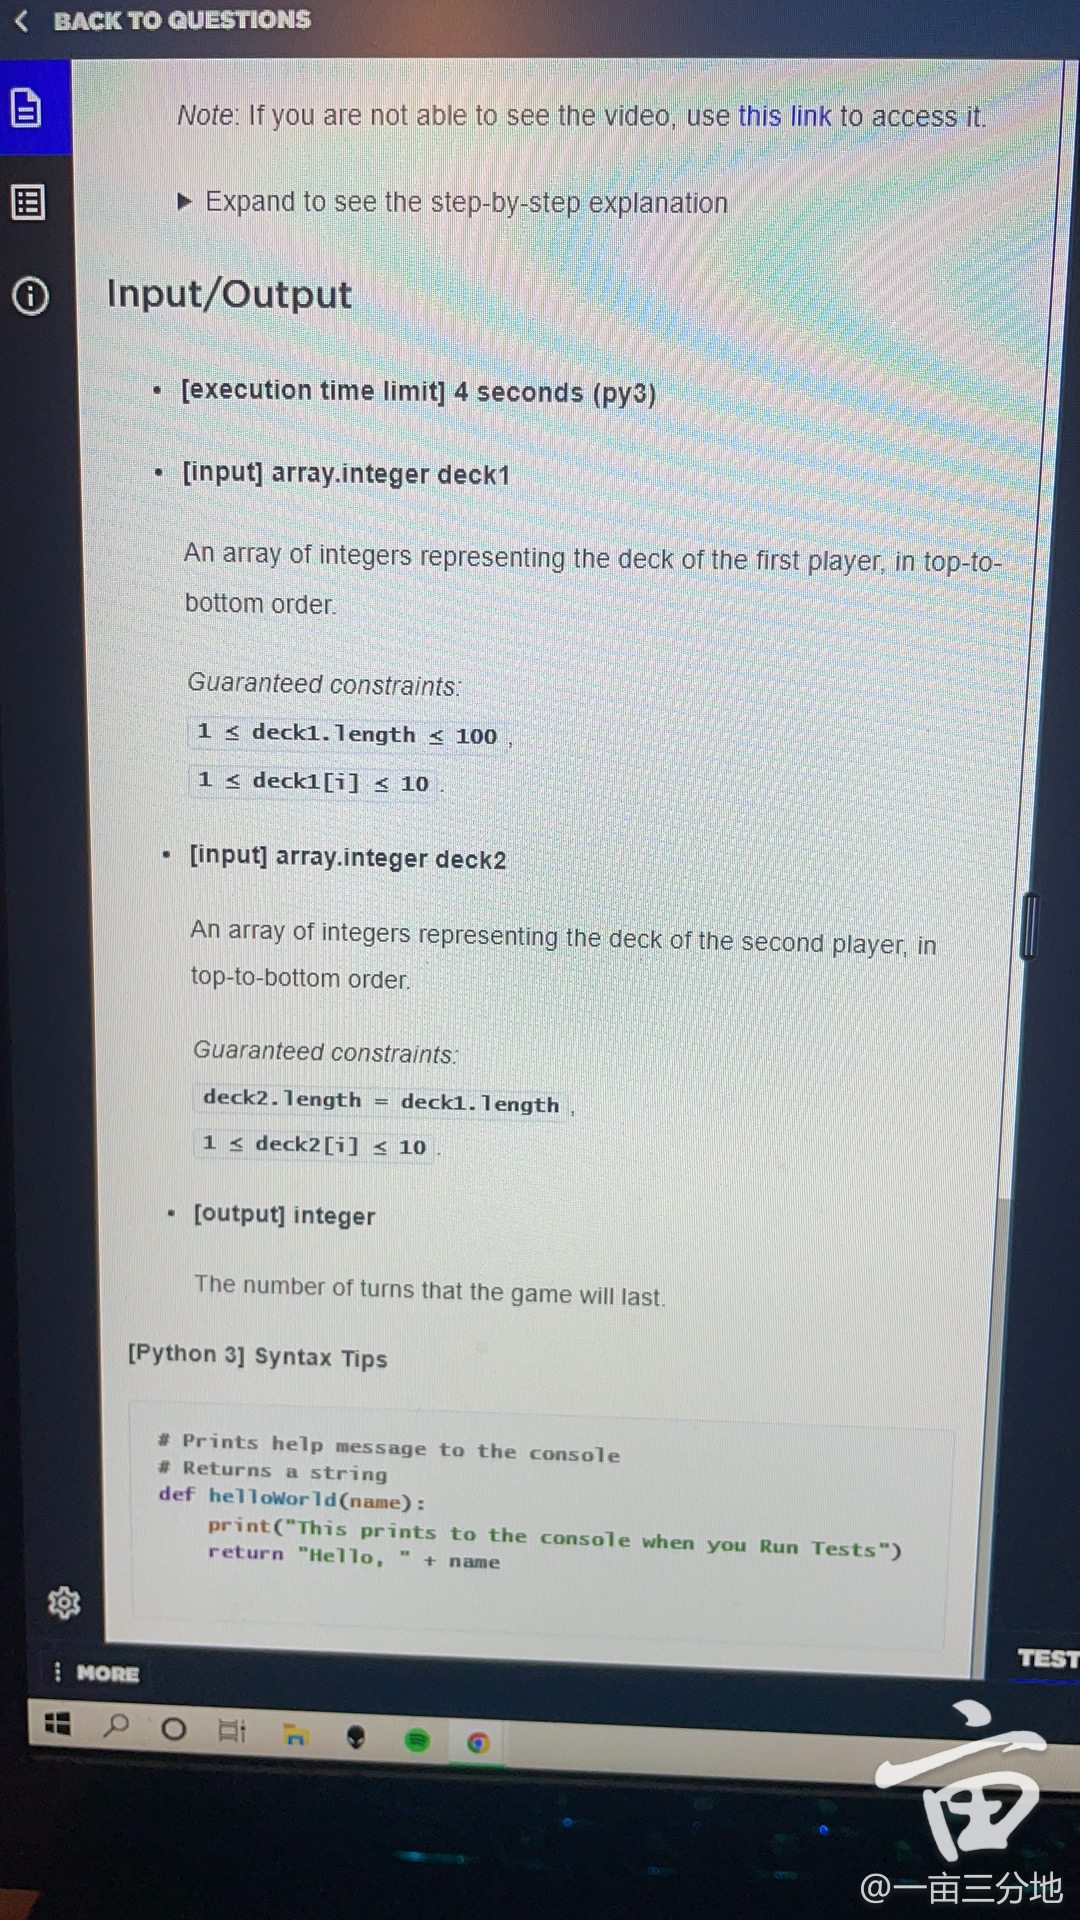 BACK TO QUESTIONS
Note: If you are not able to see the video, use this link to access it.
▶ Expand to see the step-by-step explanation
Input/Output
• [execution time limit] 4 seconds (py3)
• [input] array.integer deck1
An array of integers representing the deck of the first player, in top-to-
bottom order.
Guaranteed constraints:
1 ≤ deck1.length ≤ 100 ,
1 ≤ deck1[i] ≤ 10 .
• [input] array.integer deck2
An array of integers representing the deck of the second player, in
top-to-bottom order.
Guaranteed constraints:
deck2.length = deck1.length ,
1 ≤ deck2[i] ≤ 10 .
• [output] integer
The number of turns that the game will last.
[Python 3] Syntax Tips
# Prints help message to the console
# Returns a string
def helloWorld(name):
    print("This prints to the console when you Run Tests")
    return "Hello, " + name
MORE
TEST
亩
@一亩三分地